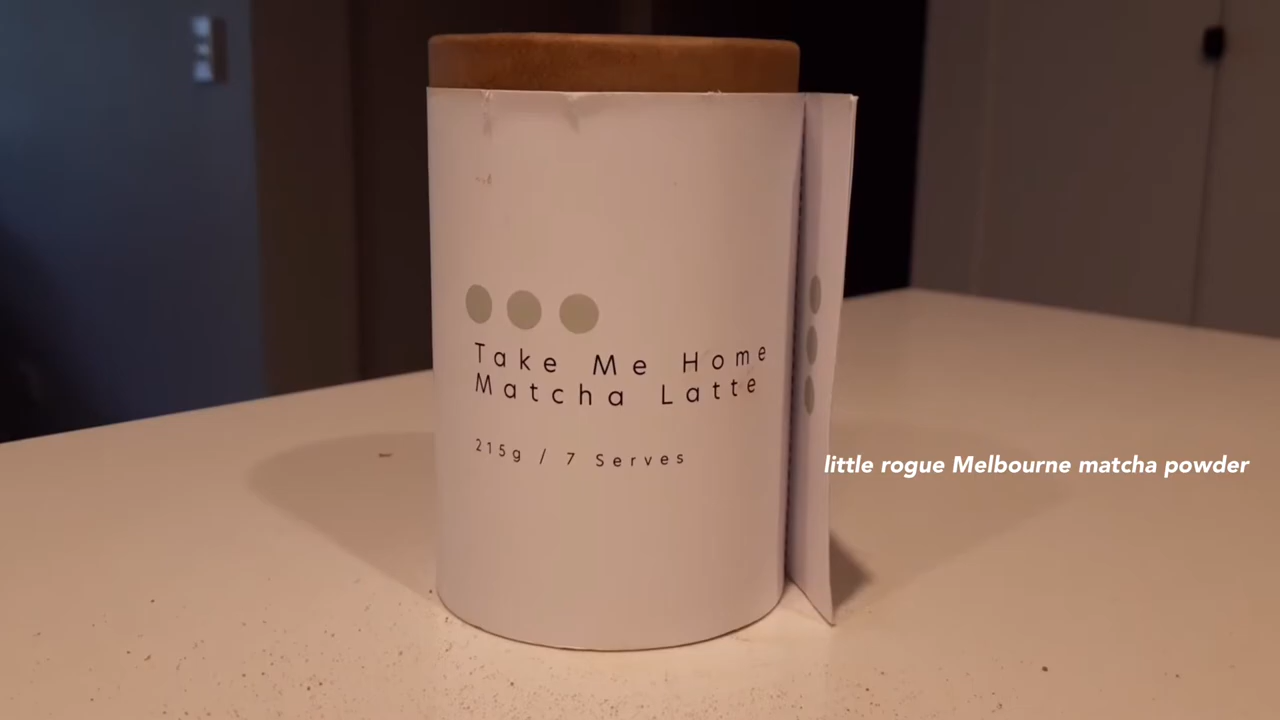 Take Me Home
Matcha Latte
215g / 7 Serves
little rogue Melbourne matcha powder